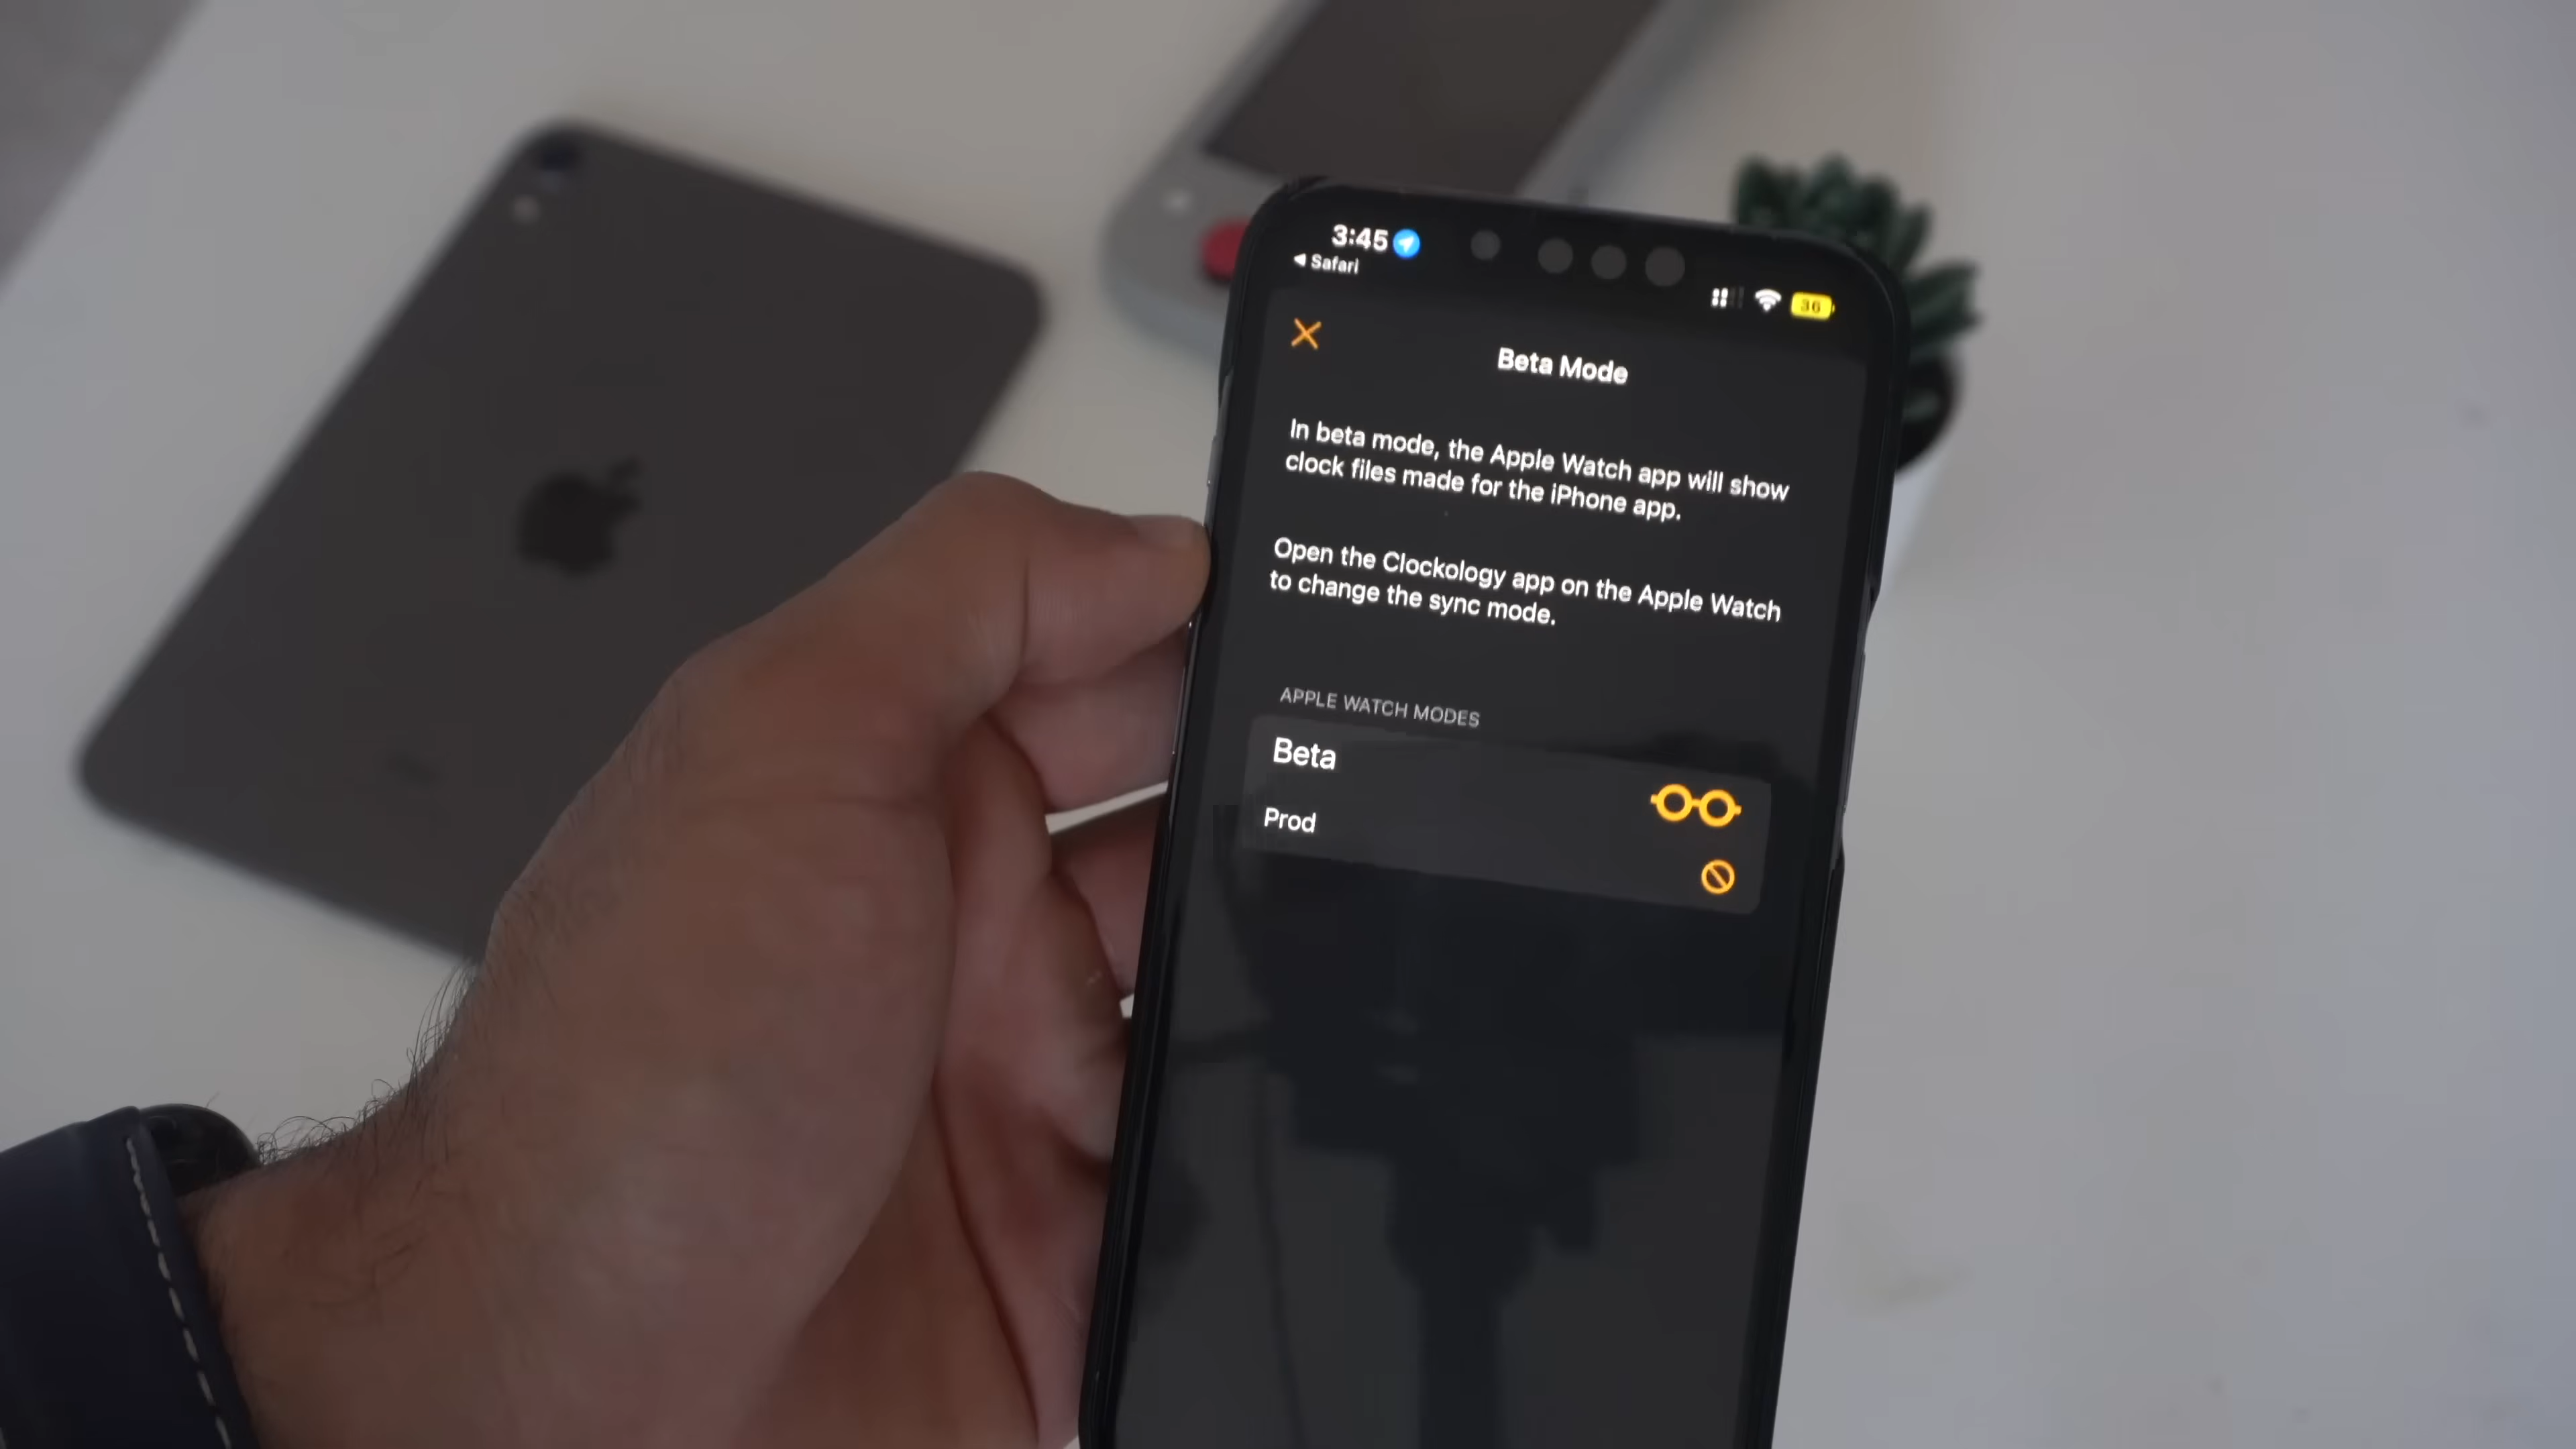 3:45
◀ Safari
36
Beta Mode
In beta mode, the Apple Watch app will show
clock files made for the iPhone app.
Open the Clockology app on the Apple Watch
to change the sync mode.
APPLE WATCH MODES
Beta
Prod